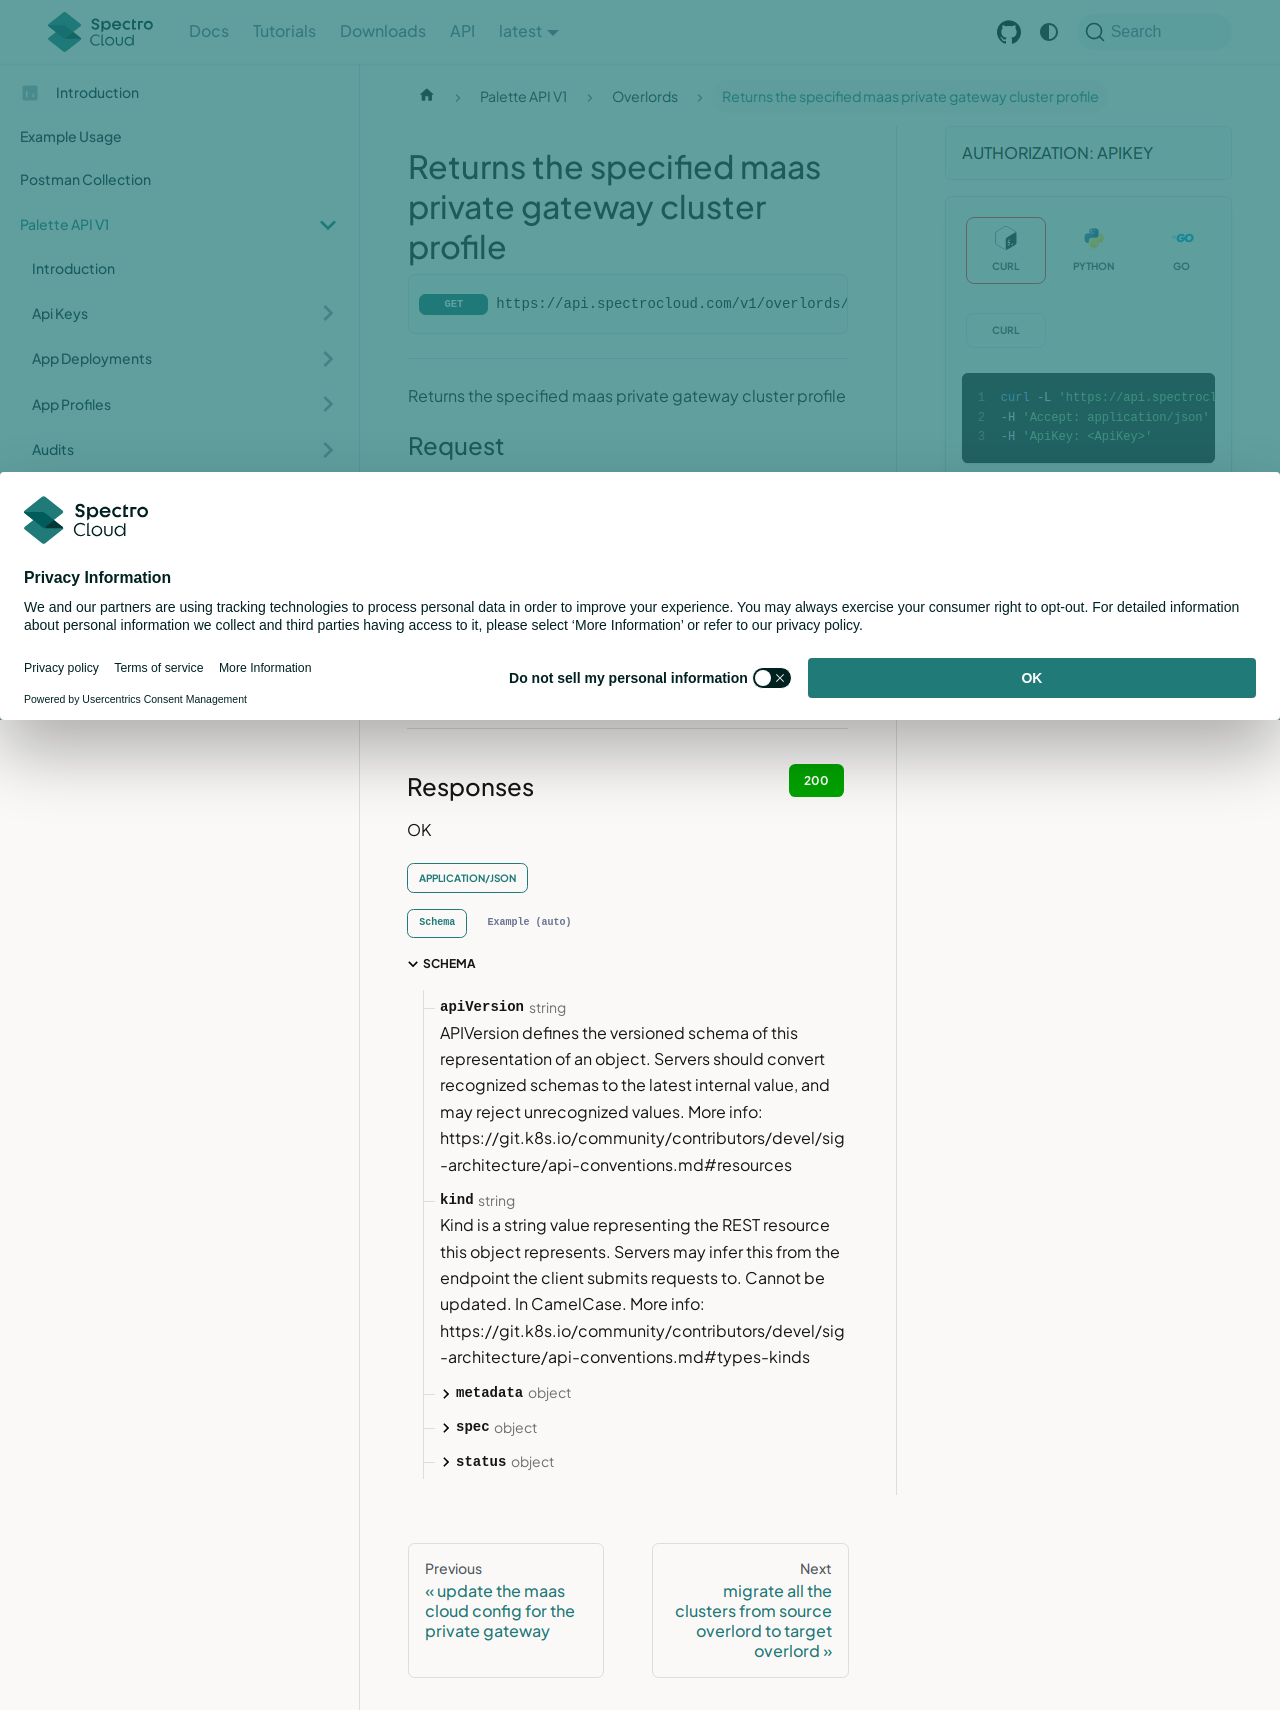 Spectro Cloud
Docs Tutorials Downloads API latest
Search
Introduction
Example Usage
Postman Collection
Palette API V1
Introduction
Api Keys
App Deployments
App Profiles
Audits
Palette API V1 Overlords Returns the specified maas private gateway cluster profile
Returns the specified maas
private gateway cluster
profile
GET https://api.spectrocloud.com/v1/overlords/
Returns the specified maas private gateway cluster profile
Request
AUTHORIZATION: APIKEY
CURL PYTHON GO
CURL
1 curl -L 'https://api.spectrocl
2 -H 'Accept: application/json'
3 -H 'ApiKey: <ApiKey>'
Spectro
Cloud
Privacy Information
We and our partners are using tracking technologies to process personal data in order to improve your experience. You may always exercise your consumer right to opt-out. For detailed information
about personal information we collect and third parties having access to it, please select ‘More Information’ or refer to our privacy policy.
Privacy policy Terms of service More Information
Do not sell my personal information
OK
Powered by Usercentrics Consent Management
Responses
200
OK
APPLICATION/JSON
Schema Example (auto)
SCHEMA
apiVersion string
APIVersion defines the versioned schema of this
representation of an object. Servers should convert
recognized schemas to the latest internal value, and
may reject unrecognized values. More info:
https://git.k8s.io/community/contributors/devel/sig
-architecture/api-conventions.md#resources
kind string
Kind is a string value representing the REST resource
this object represents. Servers may infer this from the
endpoint the client submits requests to. Cannot be
updated. In CamelCase. More info:
https://git.k8s.io/community/contributors/devel/sig
-architecture/api-conventions.md#types-kinds
metadata object
spec object
status object
Previous
« update the maas
cloud config for the
private gateway
Next
migrate all the
clusters from source
overlord to target
overlord »